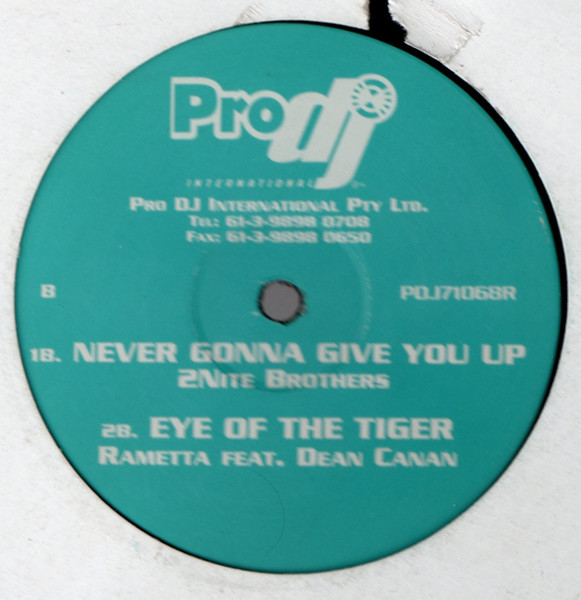 Pro dj
INTERNATIONAL
PRO DJ INTERNATIONAL PTY LTD.
TEL: 61-3-9898 0708
FAX: 61-3-9898 0650
B
PDJ71068R
1B. NEVER GONNA GIVE YOU UP
2NITE BROTHERS
2B. EYE OF THE TIGER
RAMETTA FEAT. DEAN CANAN